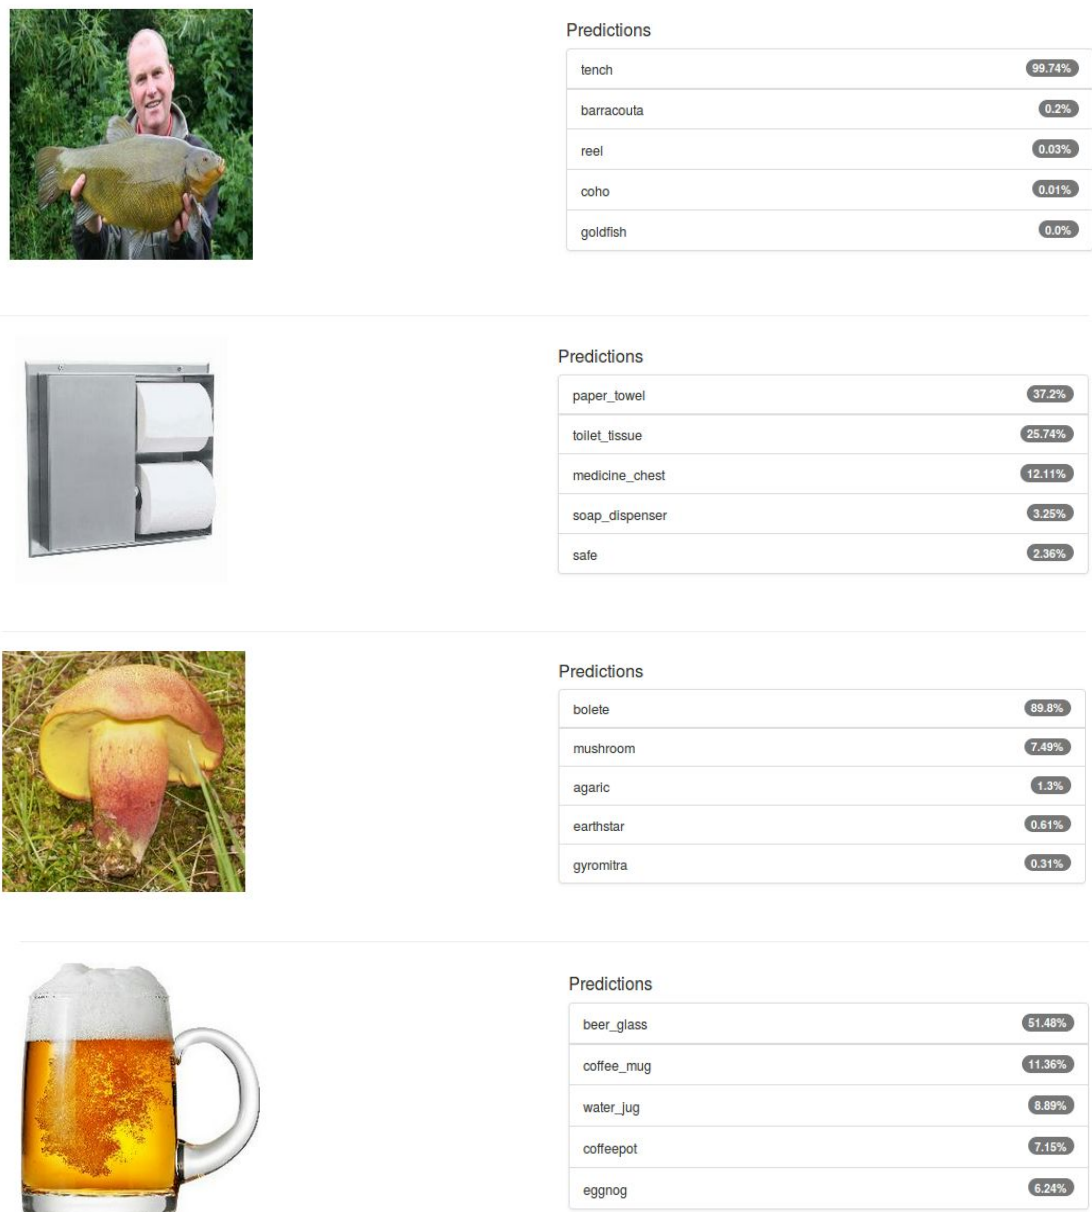 Predictions
tench 99.74%
barracouta 0.2%
reel 0.03%
coho 0.01%
goldfish 0.0%
Predictions
paper_towel 37.2%
toilet_tissue 25.74%
medicine_chest 12.11%
soap_dispenser 3.25%
safe 2.36%
Predictions
bolete 89.8%
mushroom 7.49%
agaric 1.3%
earthstar 0.61%
gyromitra 0.31%
Predictions
beer_glass 51.48%
coffee_mug 11.36%
water_jug 8.89%
coffeepot 7.15%
eggnog 6.24%